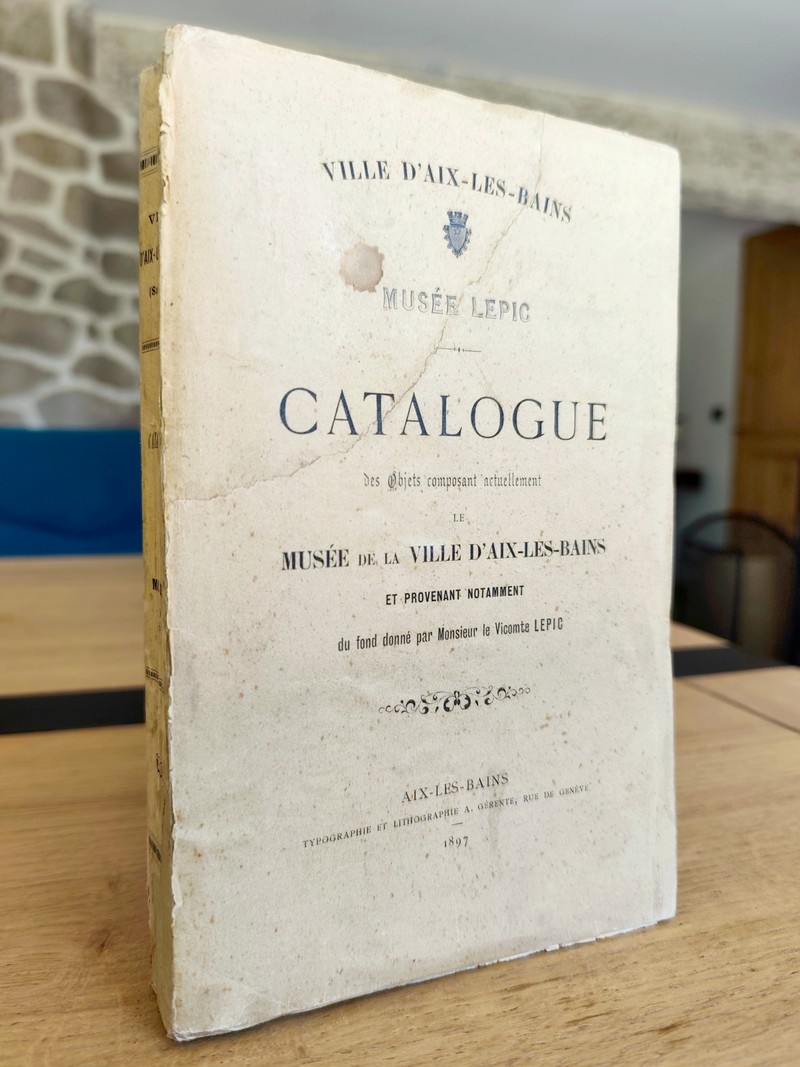 VILLE D'AIX-LES-BAINS
MUSÉE LEPIC
CATALOGUE
des Objets composant actuellement
LE
MUSÉE DE LA VILLE D'AIX-LES-BAINS
ET PROVENANT NOTAMMENT
du fond donné par Monsieur le Vicomte LEPIC
AIX-LES-BAINS
TYPOGRAPHIE ET LITHOGRAPHIE A. GÉRENTE, RUE DE GENÈVE
1897